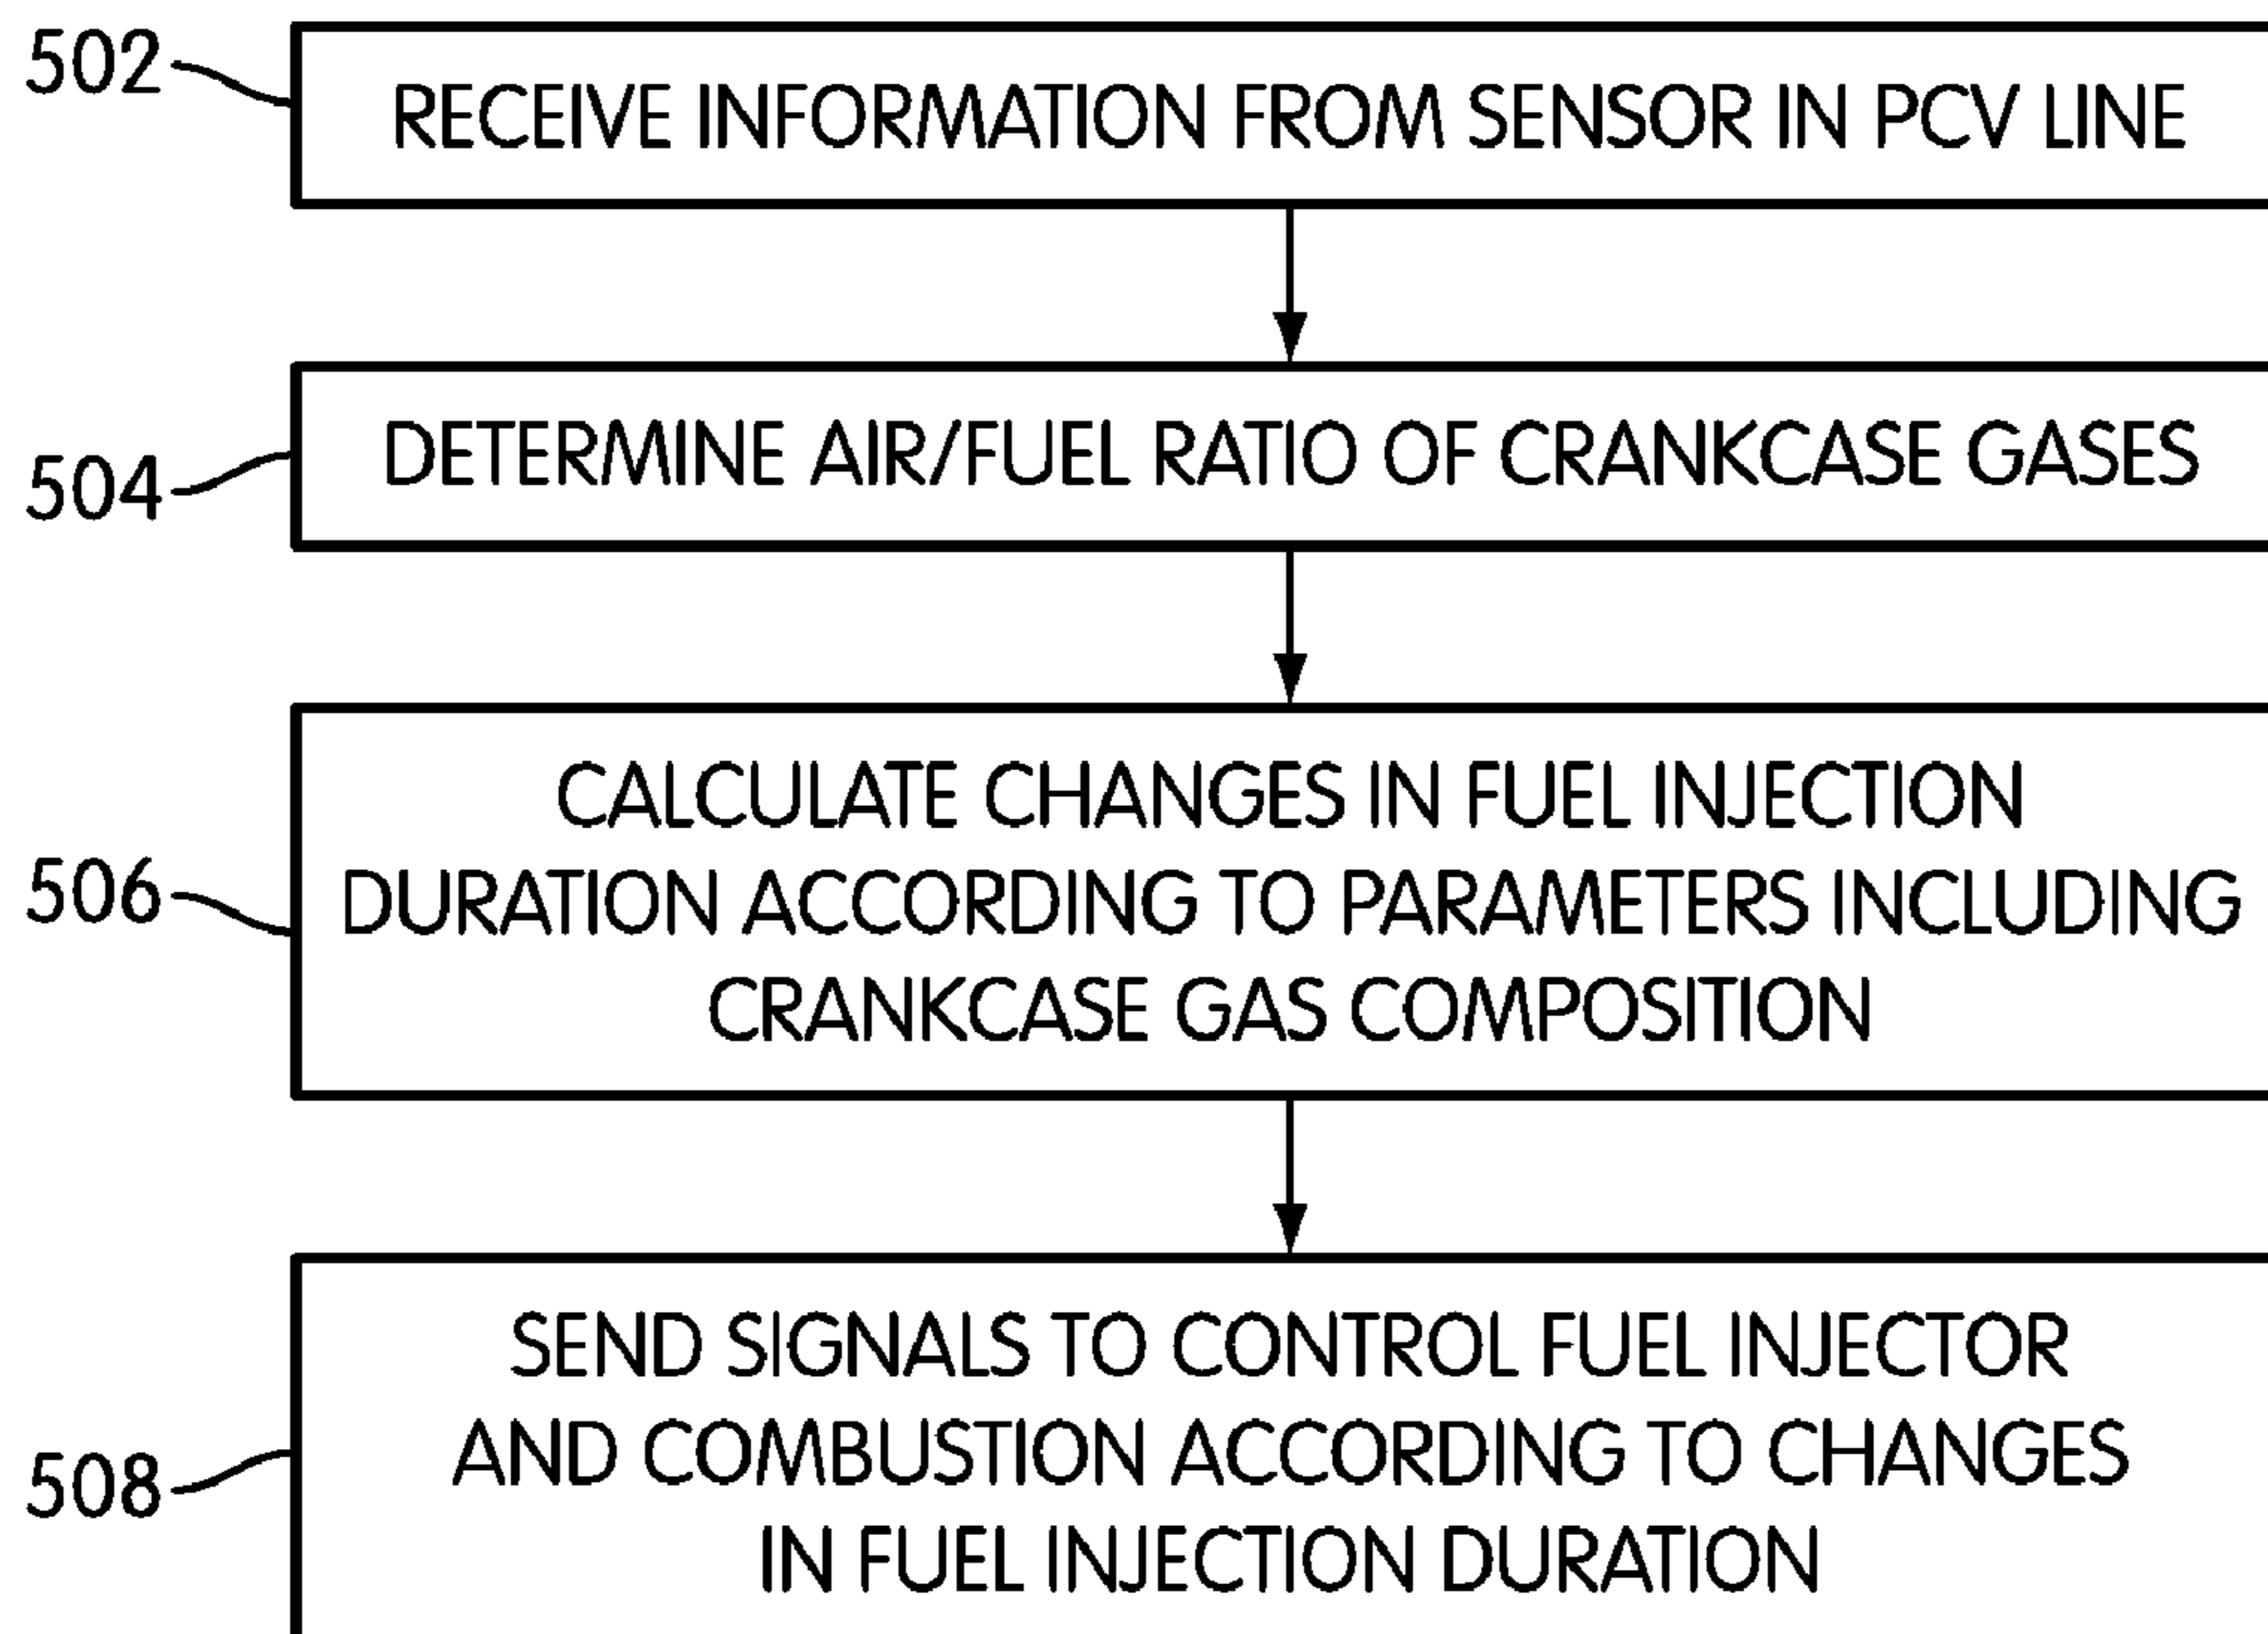 502
RECEIVE INFORMATION FROM SENSOR IN PCV LINE
504
DETERMINE AIR/FUEL RATIO OF CRANKCASE GASES
506
CALCULATE CHANGES IN FUEL INJECTION
DURATION ACCORDING TO PARAMETERS INCLUDING
CRANKCASE GAS COMPOSITION
508
SEND SIGNALS TO CONTROL FUEL INJECTOR
AND COMBUSTION ACCORDING TO CHANGES
IN FUEL INJECTION DURATION